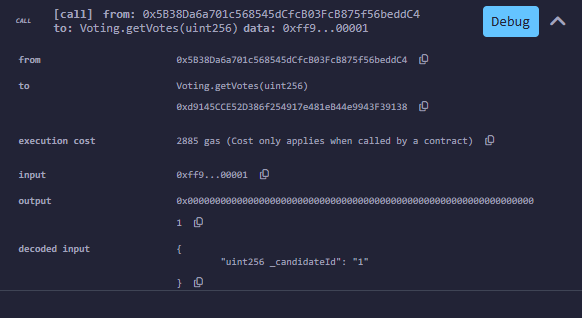 CALL
[call] from: 0x5B38Da6a701c568545dCfcB03FcB875f56beddC4
to: Voting.getVotes(uint256) data: 0xff9...00001
Debug
from 0x5B38Da6a701c568545dCfcB03FcB875f56beddC4
to Voting.getVotes(uint256)
0xd9145CCE52D386f254917e481eB44e9943F39138
execution cost 2885 gas (Cost only applies when called by a contract)
input 0xff9...00001
output 0x000000000000000000000000000000000000000000000000000000000000000
1
decoded input {
"uint256 _candidateId": "1"
}